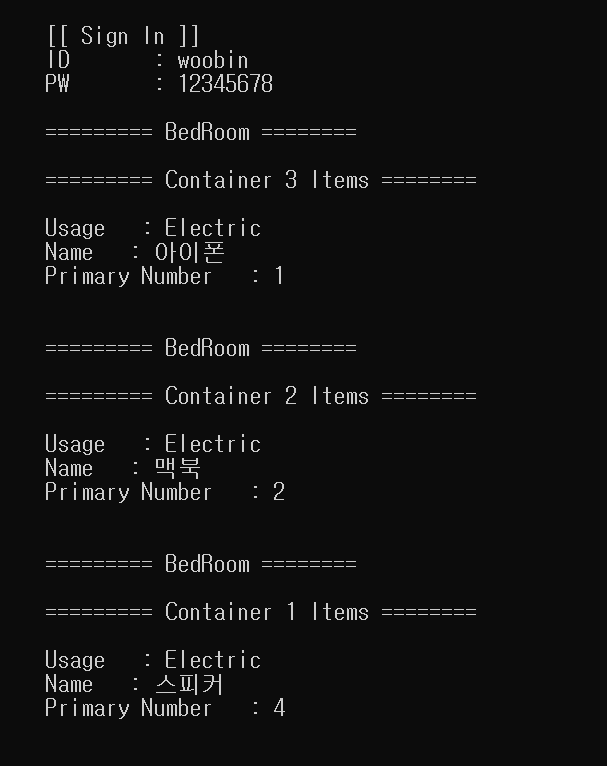 [[ Sign In ]]
ID : woobin
PW : 12345678
========= BedRoom ========
========= Container 3 Items ========
Usage : Electric
Name : 아이폰
Primary Number : 1
========= BedRoom ========
========= Container 2 Items ========
Usage : Electric
Name : 맥북
Primary Number : 2
========= BedRoom ========
========= Container 1 Items ========
Usage : Electric
Name : 스피커
Primary Number : 4